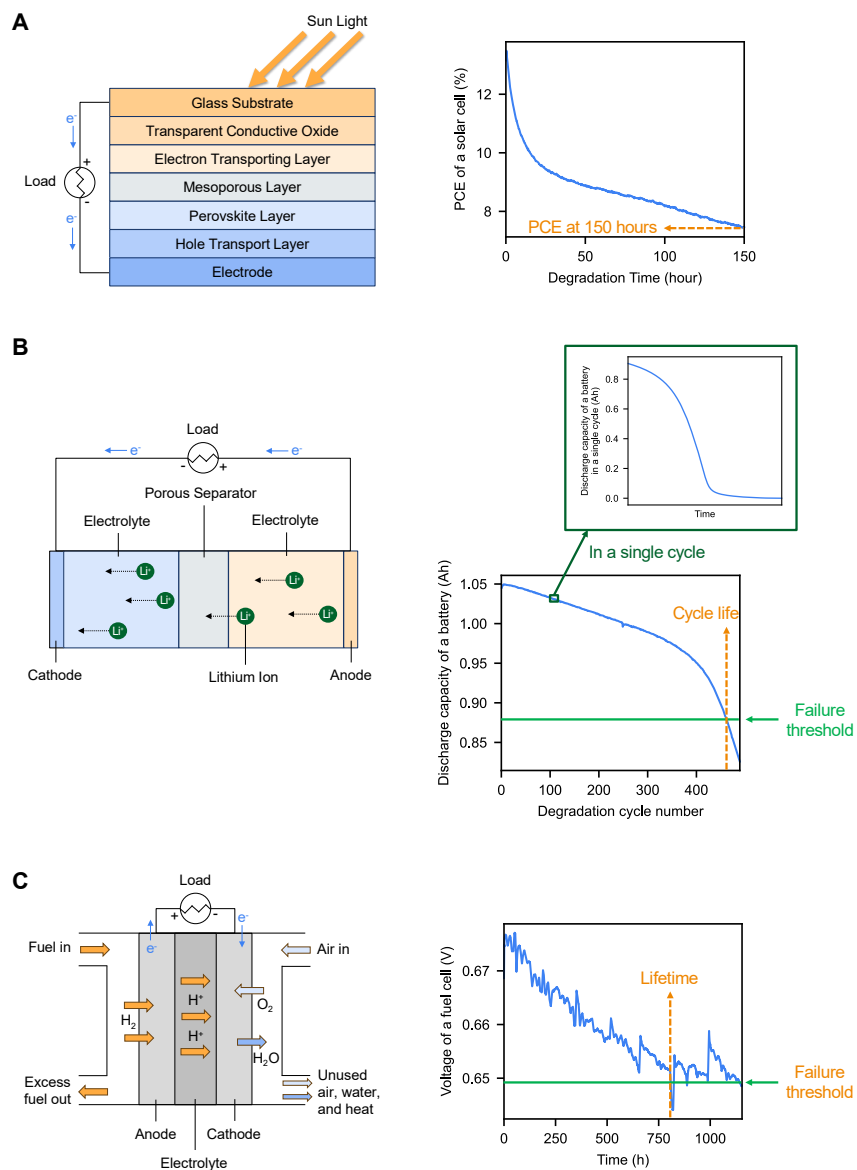 A
Sun Light
Glass Substrate
Transparent Conductive Oxide
Electron Transporting Layer
Mesoporous Layer
Perovskite Layer
Hole Transport Layer
Electrode
e-
Load
+
-
e-
PCE of a solar cell (%)
12
10
8
PCE at 150 hours
0
50
100
150
Degradation Time (hour)
B
Load
e-
e-
-
+
Porous Separator
Electrolyte
Electrolyte
Li+
Li+
Li+
Li+
Li+
Li+
Cathode
Lithium Ion
Anode
Discharge capacity of a battery
in a single cycle (Ah)
0.8
0.6
0.4
0.2
0.0
Time
In a single cycle
Discharge capacity of a battery (Ah)
1.05
1.00
0.95
0.90
0.85
Cycle life
Failure
threshold
0
100
200
300
400
Degradation cycle number
C
Load
+
-
e-
e-
Fuel in
Air in
H2
H+
H+
O2
H2O
Excess
fuel out
Unused
air, water,
and heat
Anode
Cathode
Electrolyte
Voltage of a fuel cell (V)
0.67
0.66
0.65
Lifetime
Failure
threshold
0
250
500
750
1000
Time (h)